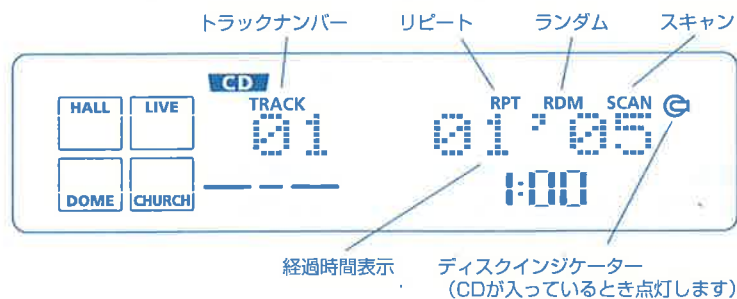 トラックナンバー リピート ランダム スキャン
CD
HALL LIVE TRACK RPT RDM SCAN
01 01'05
DOME CHURCH 1:00
経過時間表示 ディスクインジケーター
(CDが入っているとき点灯します)